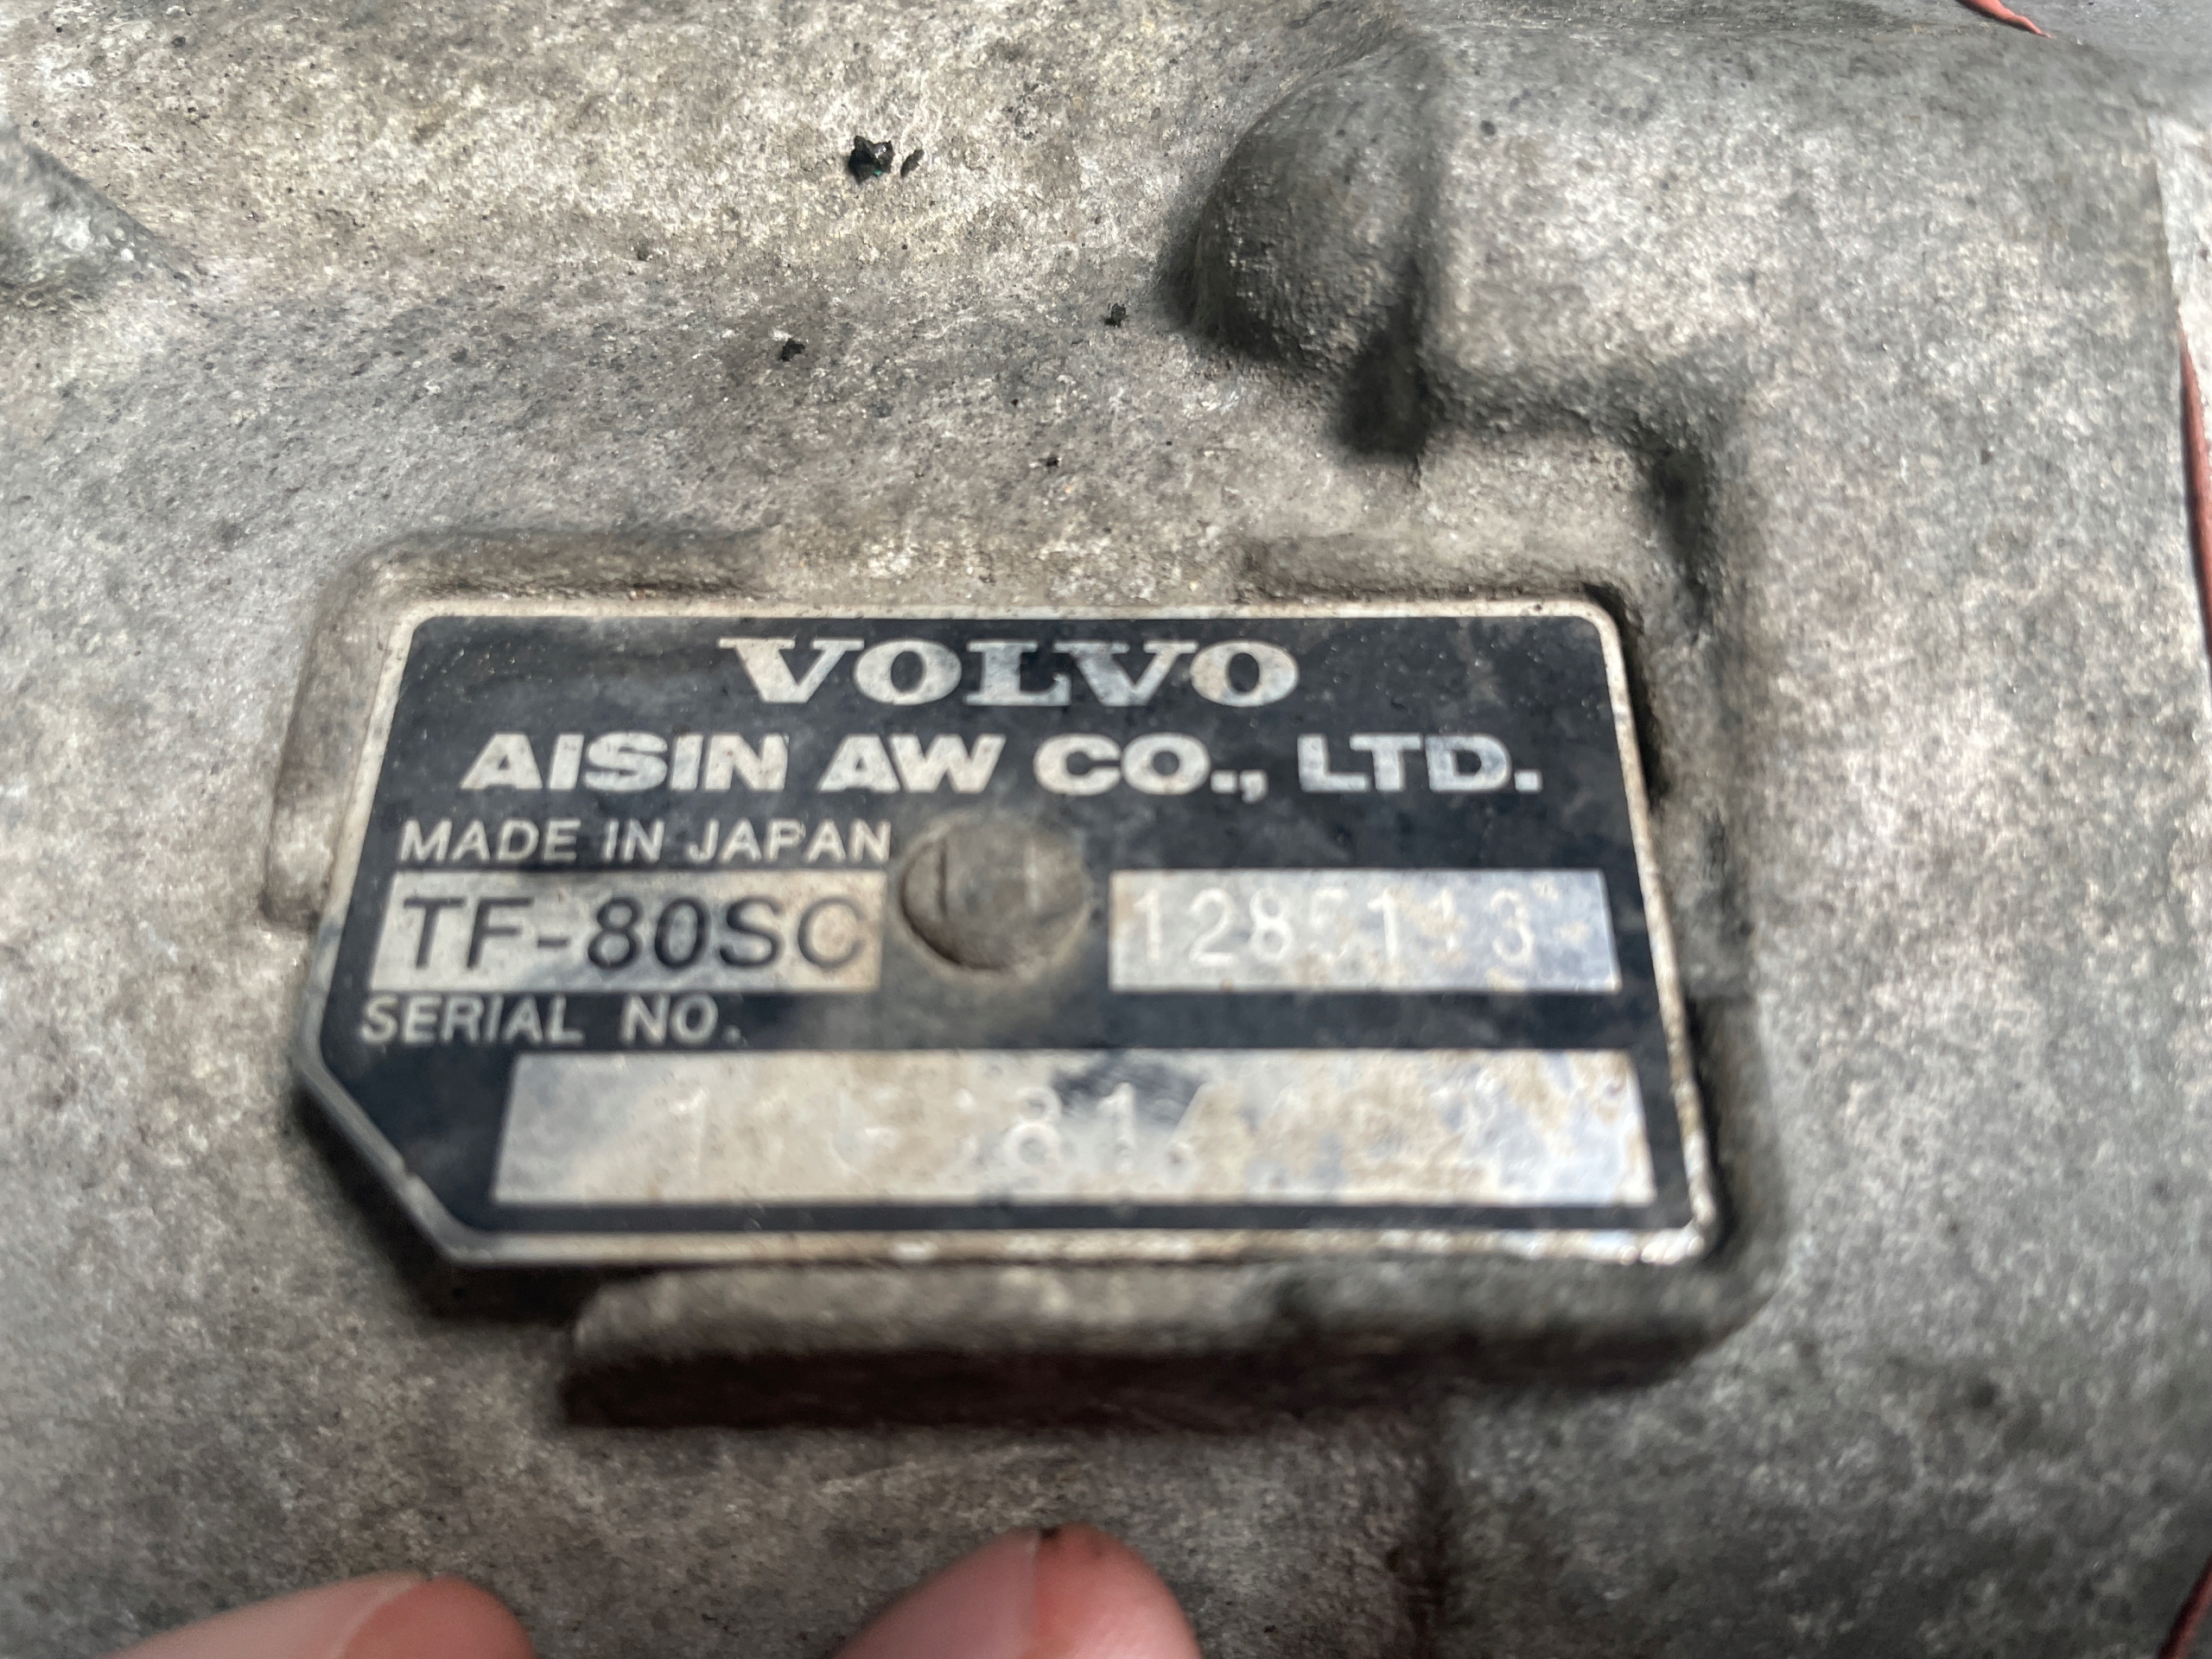 VOLVO
AISIN AW CO., LTD.
MADE IN JAPAN
TF-80SC
SERIAL NO.